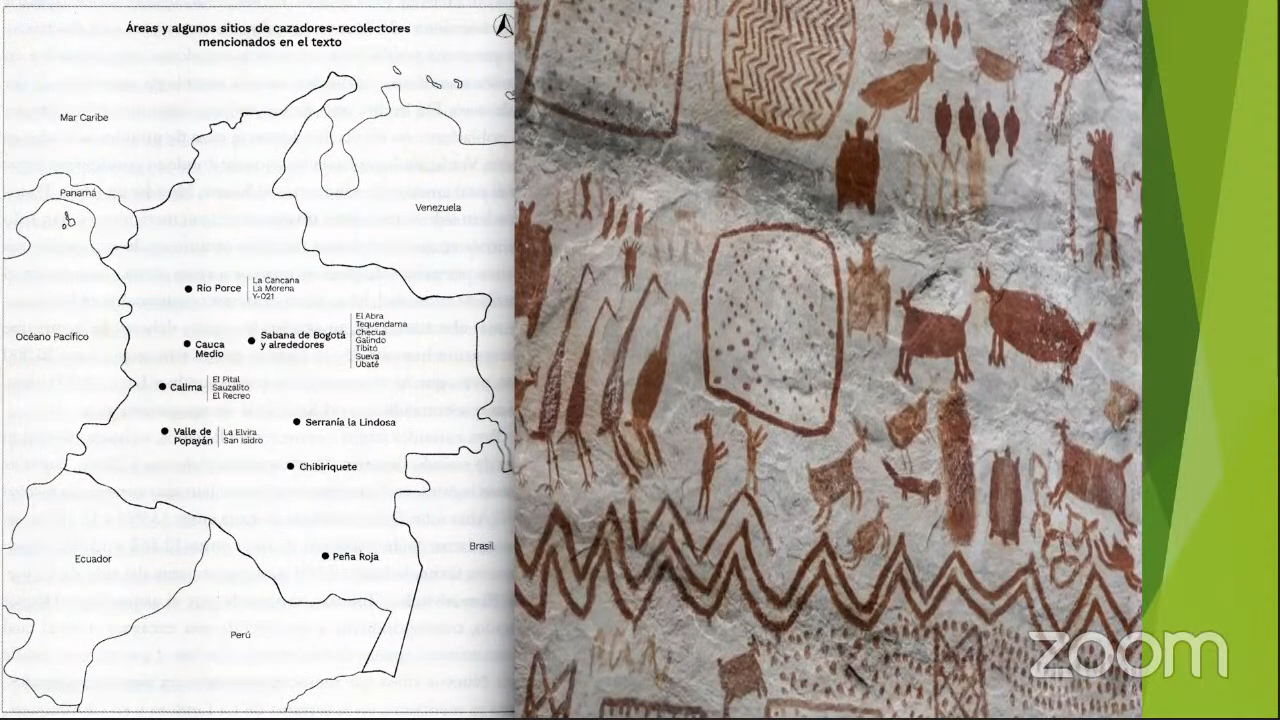 Áreas y algunos sitios de cazadores-recolectores
mencionados en el texto
Mar Caribe
Panamá
Venezuela
Río Porce
La Cancana
La Morena
Y-021
Océano Pacífico
Cauca
Medio
Sabana de Bogotá
y alrededores
El Abra
Tequendama
Checua
Galindo
Tibitó
Sueva
Ubaté
Calima
El Pital
Sauzalito
El Recreo
Valle de
Popayán
La Elvira
San Isidro
Serranía la Lindosa
Chibiriquete
Peña Roja
Ecuador
Brasil
Perú
zoom